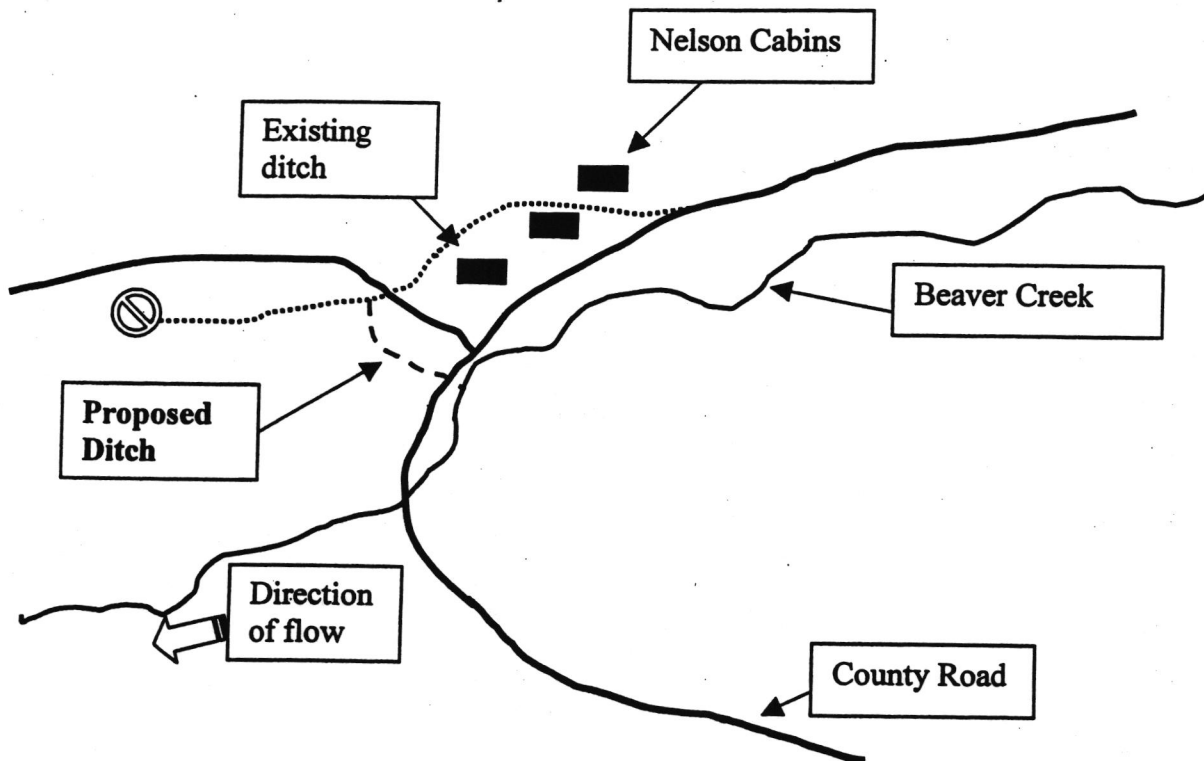 Nelson Cabins
Existing
ditch
Beaver Creek
Proposed
Ditch
Direction
of flow
County Road